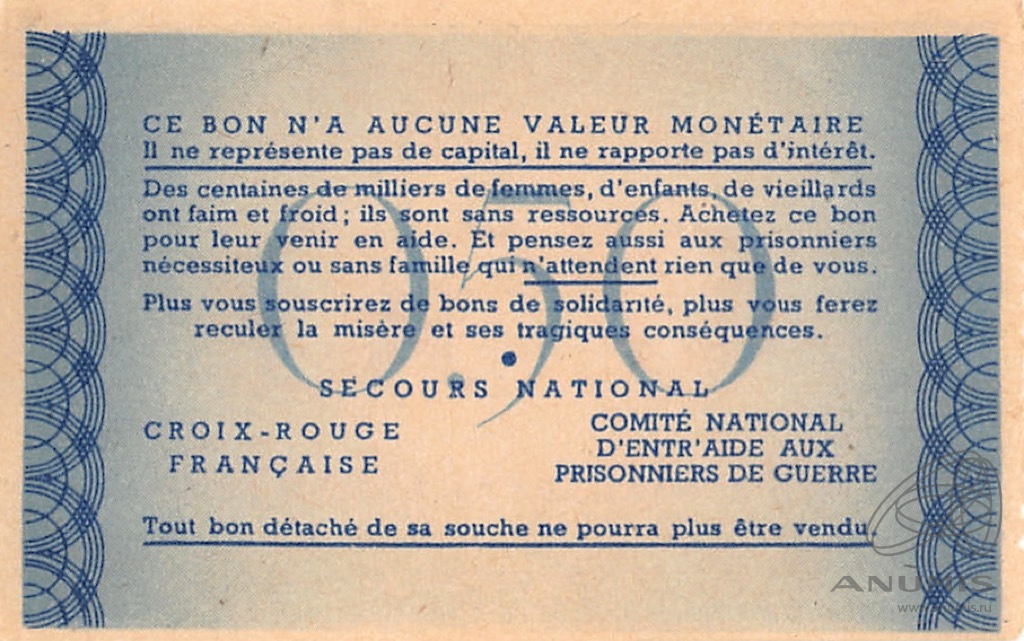 CE BON N'A AUCUNE VALEUR MONÉTAIRE
Il ne représente pas de capital, il ne rapporte pas d'intérêt.
Des centaines de milliers de femmes, d'enfants, de vieillards
ont faim et froid ; ils sont sans ressources. Achetez ce bon
pour leur venir en aide. Et pensez aussi aux prisonniers
nécessiteux ou sans famille qui n'attendent rien que de vous.
Plus vous souscrirez de bons de solidarité, plus vous ferez
reculer la misère et ses tragiques conséquences.
0,50
SECOURS NATIONAL
CROIX-ROUGE
FRANÇAISE
COMITÉ NATIONAL
D'ENTR'AIDE AUX
PRISONNIERS DE GUERRE
Tout bon détaché de sa souche ne pourra plus être vendu.
ANUMIS
www.anumis.ru